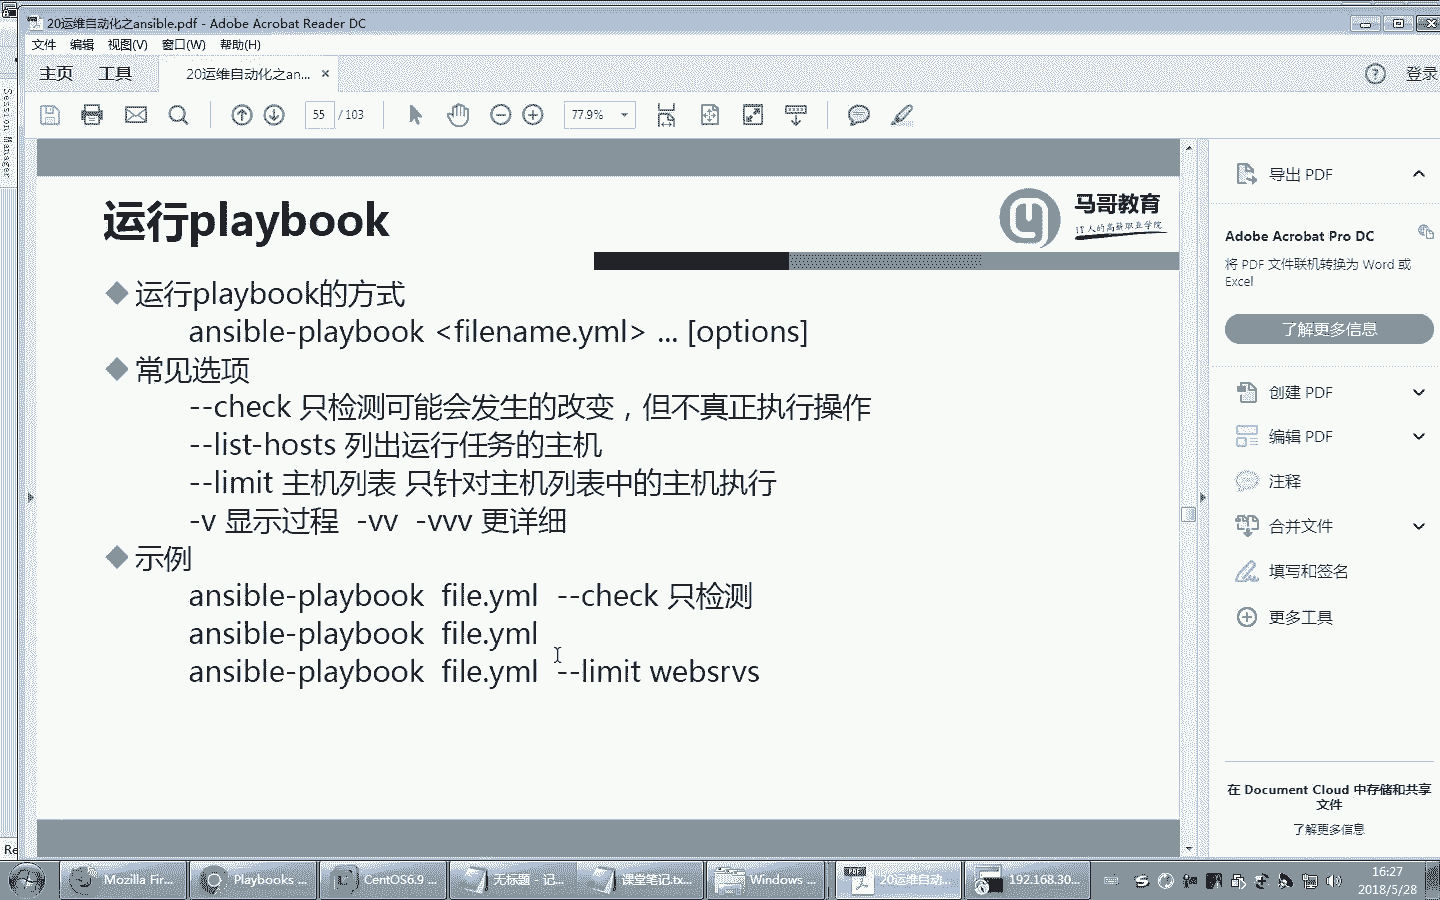 20运维自动化之ansible.pdf - Adobe Acrobat Reader DC
文件 编辑 视图(V) 窗口(W) 帮助(H)
主页 工具 20运维自动化之an... ×
登录
55 / 103 77.9%
Session Manager
运行playbook
马哥教育
IT人的高薪职业学院
运行playbook的方式
ansible-playbook <filename.yml> ... [options]
常见选项
--check 只检测可能会发生的改变，但不真正执行操作
--list-hosts 列出运行任务的主机
--limit 主机列表 只针对主机列表中的主机执行
-v 显示过程 -vv -vvv 更详细
示例
ansible-playbook file.yml --check 只检测
ansible-playbook file.yml
ansible-playbook file.yml --limit websrvs
导出 PDF
Adobe Acrobat Pro DC
将 PDF 文件联机转换为 Word 或
Excel
了解更多信息
创建 PDF
编辑 PDF
注释
合并文件
填写和签名
更多工具
在 Document Cloud 中存储和共享
文件
了解更多信息
Re
Mozilla Fir...
Playbooks ...
CentOS6.9 ...
无标题 - 记...
课堂笔记.tx...
Windows ...
20运维自动...
192.168.30...
16:27
2018/5/28